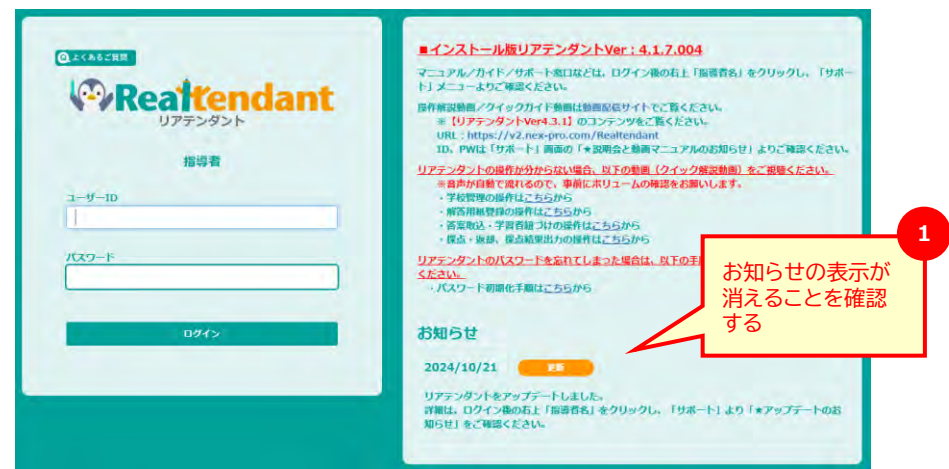 よくあるご質問
Realtendant
リアテンダント
指導者
ユーザーID
パスワード
ログイン
■インストール版リアテンダントVer：4.1.7.004
マニュアル/ガイド/サポート窓口などは、ログイン後の右上「指導者名」をクリックし、「サポー
ト」メニューよりご確認ください。
操作解説動画/クイックガイド動画は動画配信サイトでご覧ください。
※【リアテンダントVer4.3.1】のコンテンツをご覧ください。
URL：https://v2.nex-pro.com/Realtendant
ID、PWは「サポート」画面の「★説明会と動画マニュアルのお知らせ」よりご確認ください。
リアテンダントの操作が分からない場合、以下の動画（クイック解説動画）をご視聴ください。
※音声が自動で流れるので、事前にボリュームの確認をお願いします。
・学校管理の操作はこちらから
・解答用紙登録の操作はこちらから
・答案取込・学習者紐づけの操作はこちらから
・採点・返却、採点結果出力の操作はこちらから
リアテンダントのパスワードを忘れてしまった場合は、以下の手
ください。
・パスワード初期化手順はこちらから
1
お知らせの表示が
消えることを確認
する
お知らせ
2024/10/21 更新
リアテンダントをアップデートしました。
詳細は、ログイン後の右上「指導者名」をクリックし、「サポート」より「★アップデートのお
知らせ」をご確認ください。